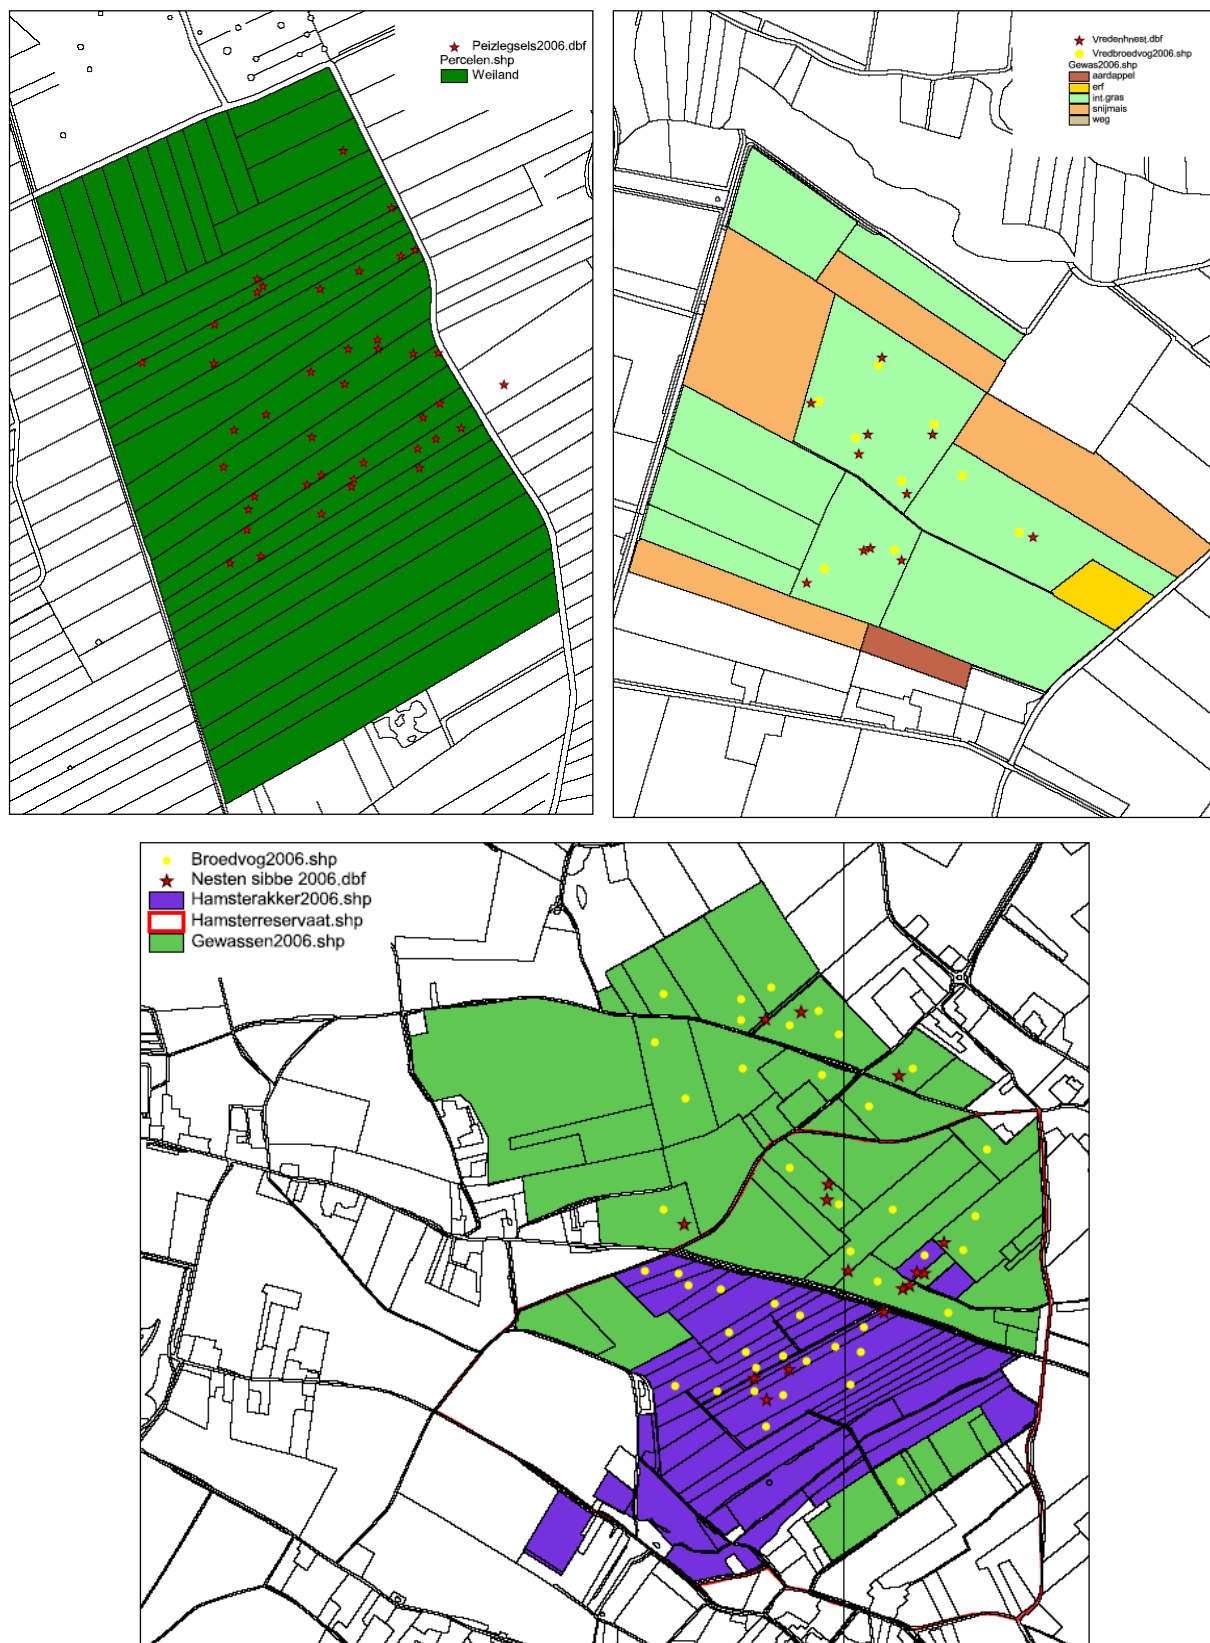 Peizlegsels2006.dbf
Percelen.shp
Weiland
Vredenhnest.dbf
Vredbroedvog2006.shp
Gewas2006.shp
aardappel
erf
int.gras
snijmais
weg
Broedvog2006.shp
Nesten sibbe 2006.dbf
Hamsterakker2006.shp
Hamsterreservaat.shp
Gewassen2006.shp